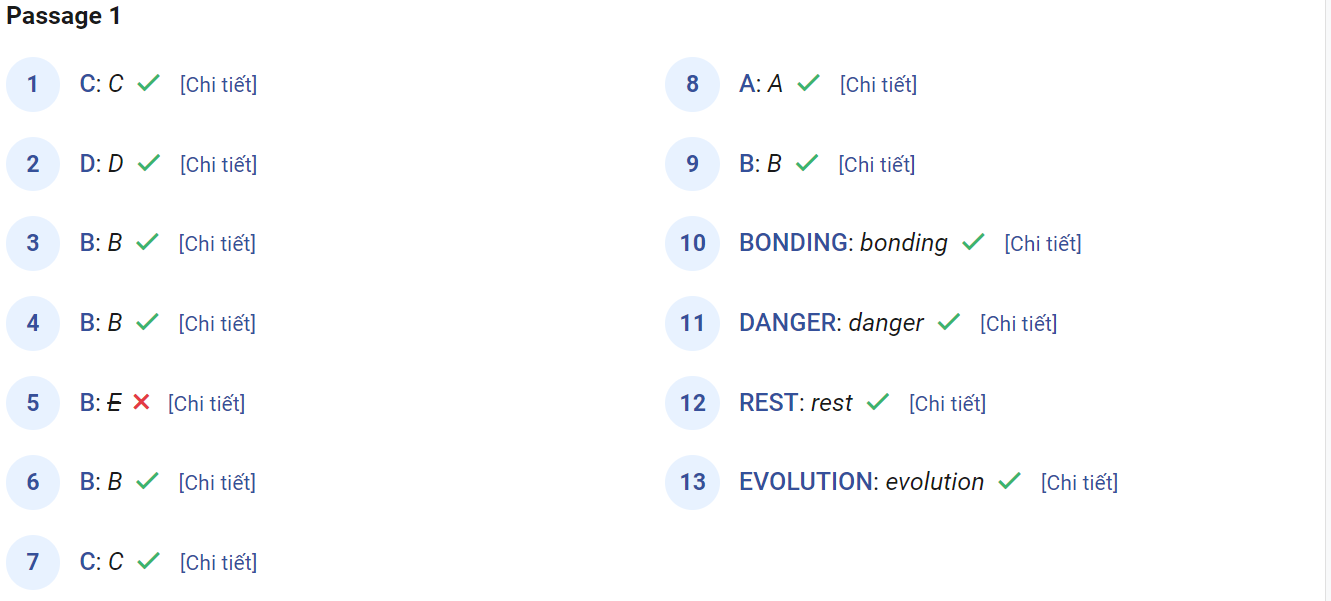 Passage 1
1 C: C [Chi tiết]
2 D: D [Chi tiết]
3 B: B [Chi tiết]
4 B: B [Chi tiết]
5 B: E [Chi tiết]
6 B: B [Chi tiết]
7 C: C [Chi tiết]
8 A: A [Chi tiết]
9 B: B [Chi tiết]
10 BONDING: bonding [Chi tiết]
11 DANGER: danger [Chi tiết]
12 REST: rest [Chi tiết]
13 EVOLUTION: evolution [Chi tiết]